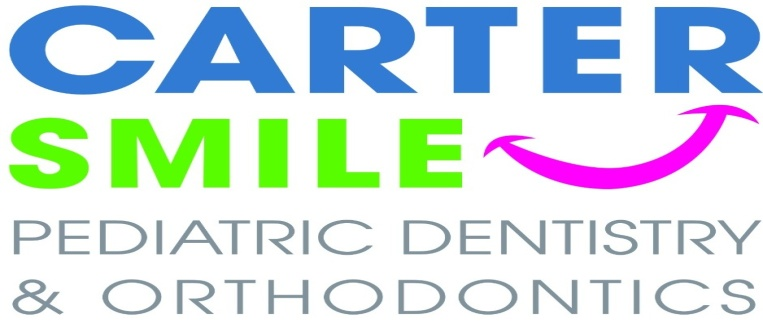 CARTER
SMILE
PEDIATRIC DENTISTRY
& ORTHODONTICS